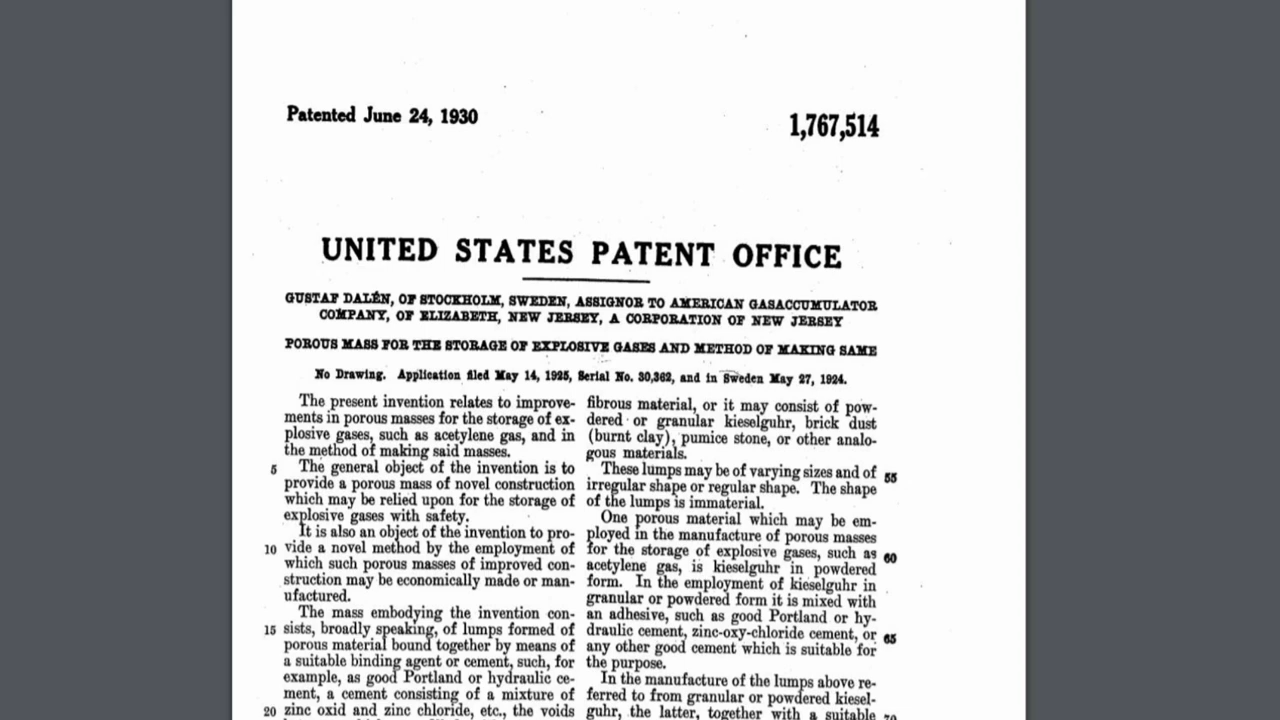 Patented June 24, 1930
1,767,514
UNITED STATES PATENT OFFICE
GUSTAF DALÉN, OF STOCKHOLM, SWEDEN, ASSIGNOR TO AMERICAN GASACCUMULATOR
COMPANY, OF ELIZABETH, NEW JERSEY, A CORPORATION OF NEW JERSEY
POROUS MASS FOR THE STORAGE OF EXPLOSIVE GASES AND METHOD OF MAKING SAME
No Drawing. Application filed May 14, 1925, Serial No. 30,362, and in Sweden May 27, 1924.
The present invention relates to improve-
ments in porous masses for the storage of ex-
plosive gases, such as acetylene gas, and in
the method of making said masses.
5 The general object of the invention is to
provide a porous mass of novel construction
which may be relied upon for the storage of
explosive gases with safety.
It is also an object of the invention to pro-
10 vide a novel method by the employment of
which such porous masses of improved con-
struction may be economically made or man-
ufactured.
The mass embodying the invention con-
15 sists, broadly speaking, of lumps formed of
porous material bound together by means of
a suitable binding agent or cement, such, for
example, as good Portland or hydraulic ce-
ment, a cement consisting of a mixture of
20 zinc oxid and zinc chloride, etc., the voids
fibrous material, or it may consist of pow-
dered or granular kieselguhr, brick dust
(burnt clay), pumice stone, or other analo-
gous materials.
These lumps may be of varying sizes and of 55
irregular shape or regular shape. The shape
of the lumps is immaterial.
One porous material which may be em-
ployed in the manufacture of porous masses
for the storage of explosive gases, such as 60
acetylene gas, is kieselguhr in powdered
form. In the employment of kieselguhr in
granular or powdered form it is mixed with
an adhesive, such as good Portland or hy-
draulic cement, zinc-oxy-chloride cement, or 65
any other good cement which is suitable for
the purpose.
In the manufacture of the lumps above re-
ferred to from granular or powdered kiesel-
guhr, the latter, together with a suitable 70